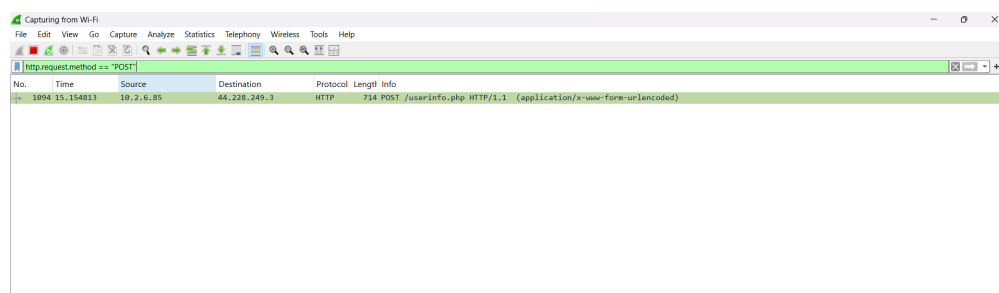 Capturing from Wi-Fi
File Edit View Go Capture Analyze Statistics Telephony Wireless Tools Help
http.request.method == "POST"
No. Time Source Destination Protocol Length Info
1094 15.154813 10.2.6.85 44.228.249.3 HTTP 714 POST /userinfo.php HTTP/1.1 (application/x-www-form-urlencoded)